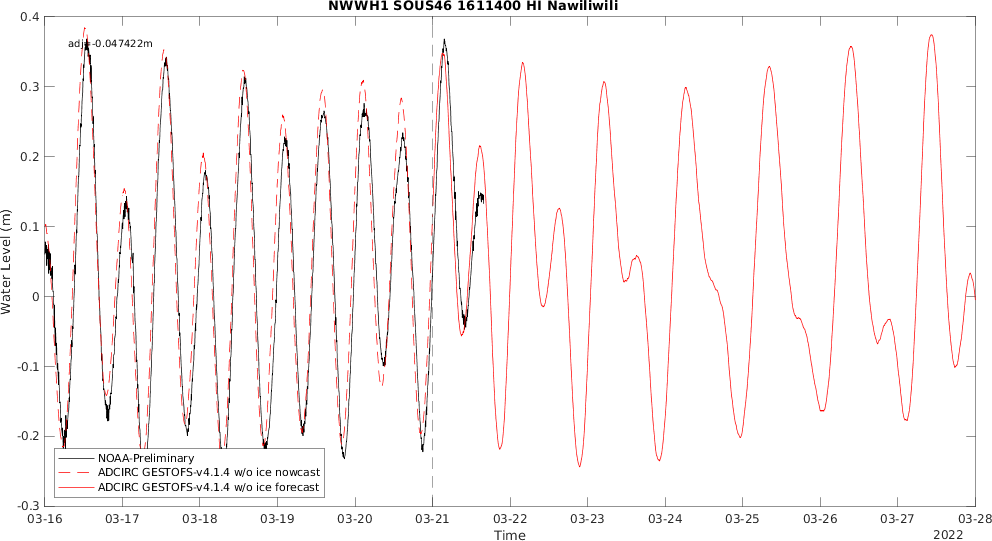 NWWH1 SOUS46 1611400 HI Nawiliwili
adj=-0.047422m
0.4
0.3
0.2
0.1
0
-0.1
-0.2
-0.3
Water Level (m)
NOAA-Preliminary
ADCIRC GESTOFS-v4.1.4 w/o ice nowcast
ADCIRC GESTOFS-v4.1.4 w/o ice forecast
03-16 03-17 03-18 03-19 03-20 03-21 03-22 03-23 03-24 03-25 03-26 03-27 03-28
Time
2022